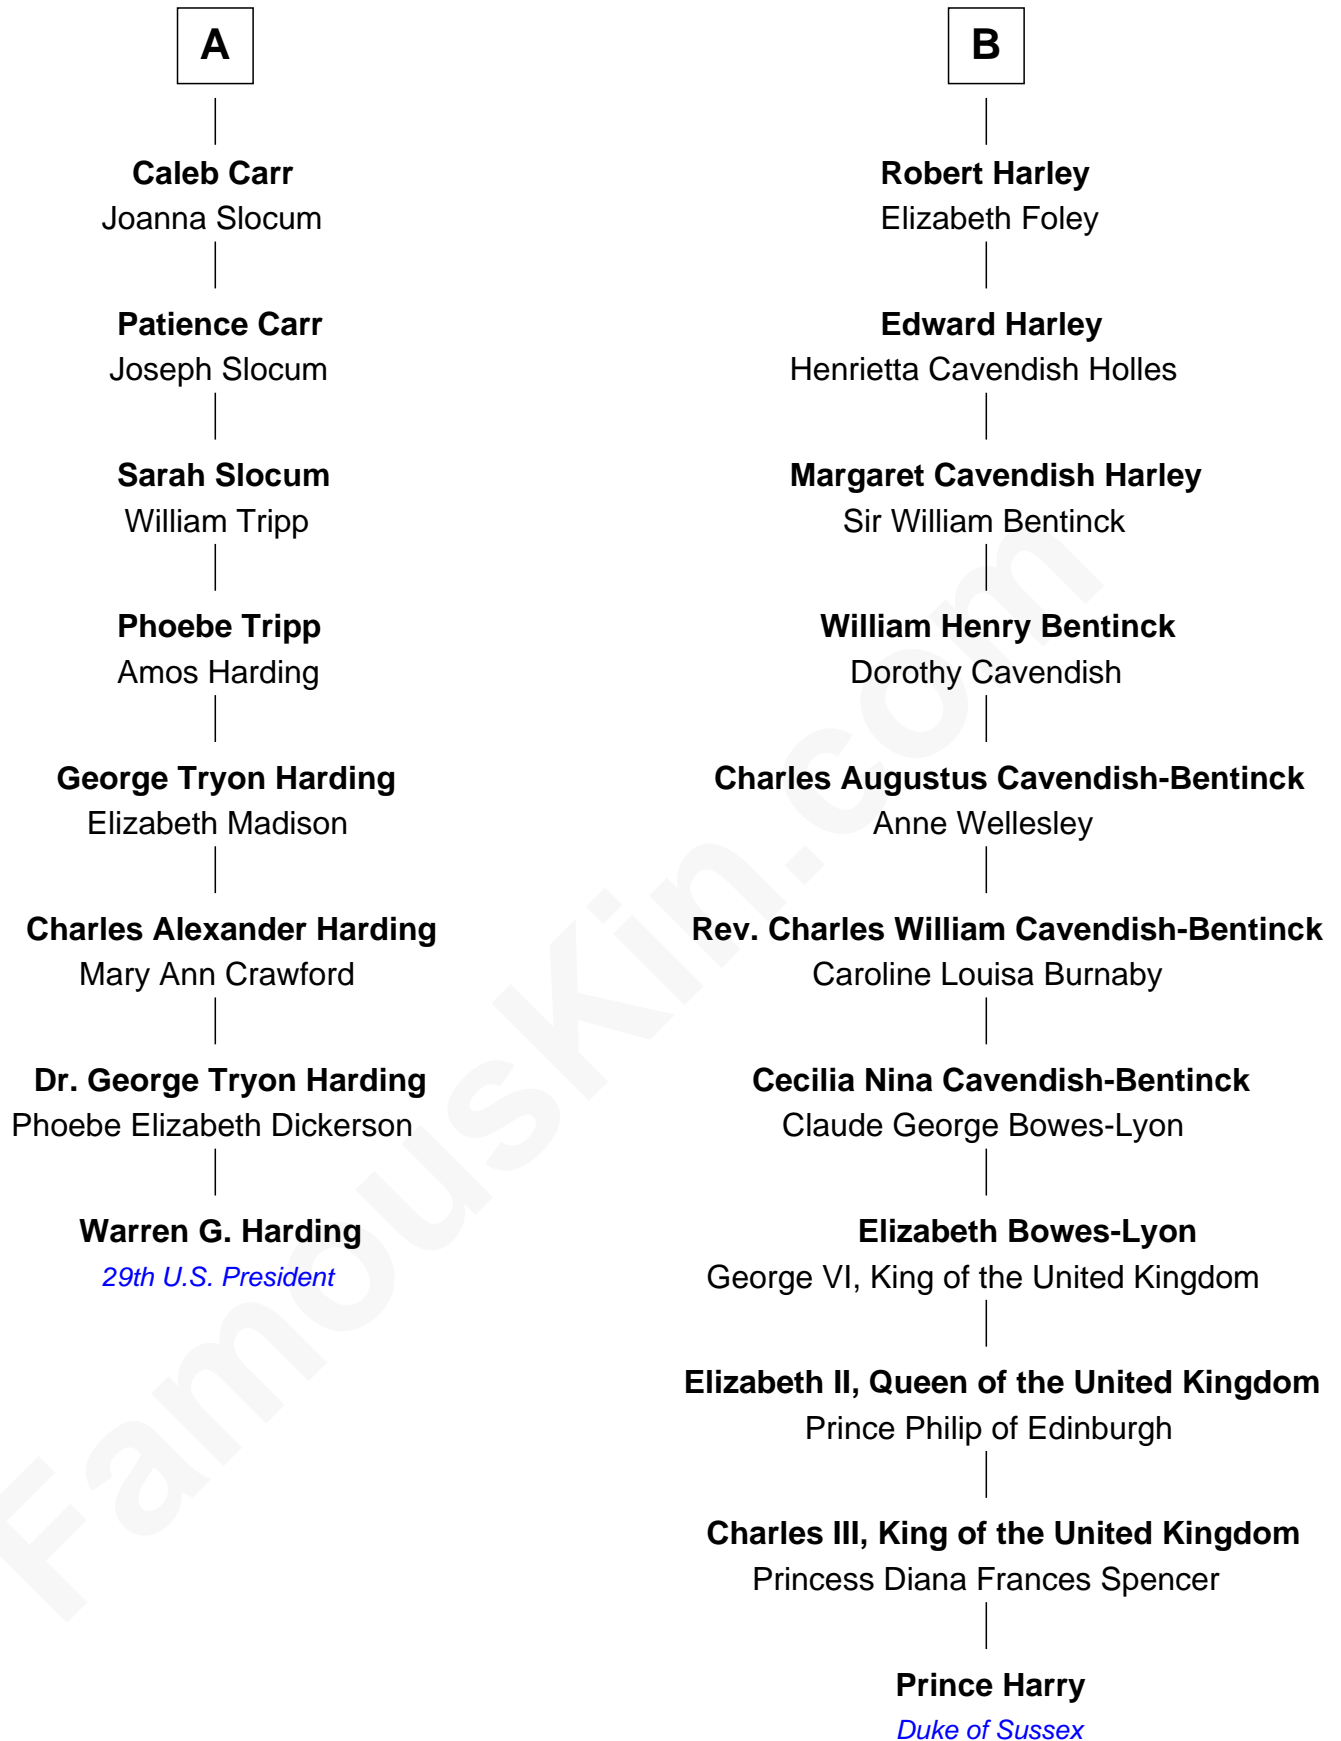 A
Caleb Carr
Joanna Slocum
Patience Carr
Joseph Slocum
Sarah Slocum
William Tripp
Phoebe Tripp
Amos Harding
George Tryon Harding
Elizabeth Madison
Charles Alexander Harding
Mary Ann Crawford
Dr. George Tryon Harding
Phoebe Elizabeth Dickerson
Warren G. Harding
29th U.S. President
B
Robert Harley
Elizabeth Foley
Edward Harley
Henrietta Cavendish Holles
Margaret Cavendish Harley
Sir William Bentinck
William Henry Bentinck
Dorothy Cavendish
Charles Augustus Cavendish-Bentinck
Anne Wellesley
Rev. Charles William Cavendish-Bentinck
Caroline Louisa Burnaby
Cecilia Nina Cavendish-Bentinck
Claude George Bowes-Lyon
Elizabeth Bowes-Lyon
George VI, King of the United Kingdom
Elizabeth II, Queen of the United Kingdom
Prince Philip of Edinburgh
Charles III, King of the United Kingdom
Princess Diana Frances Spencer
Prince Harry
Duke of Sussex
FamousKin.com